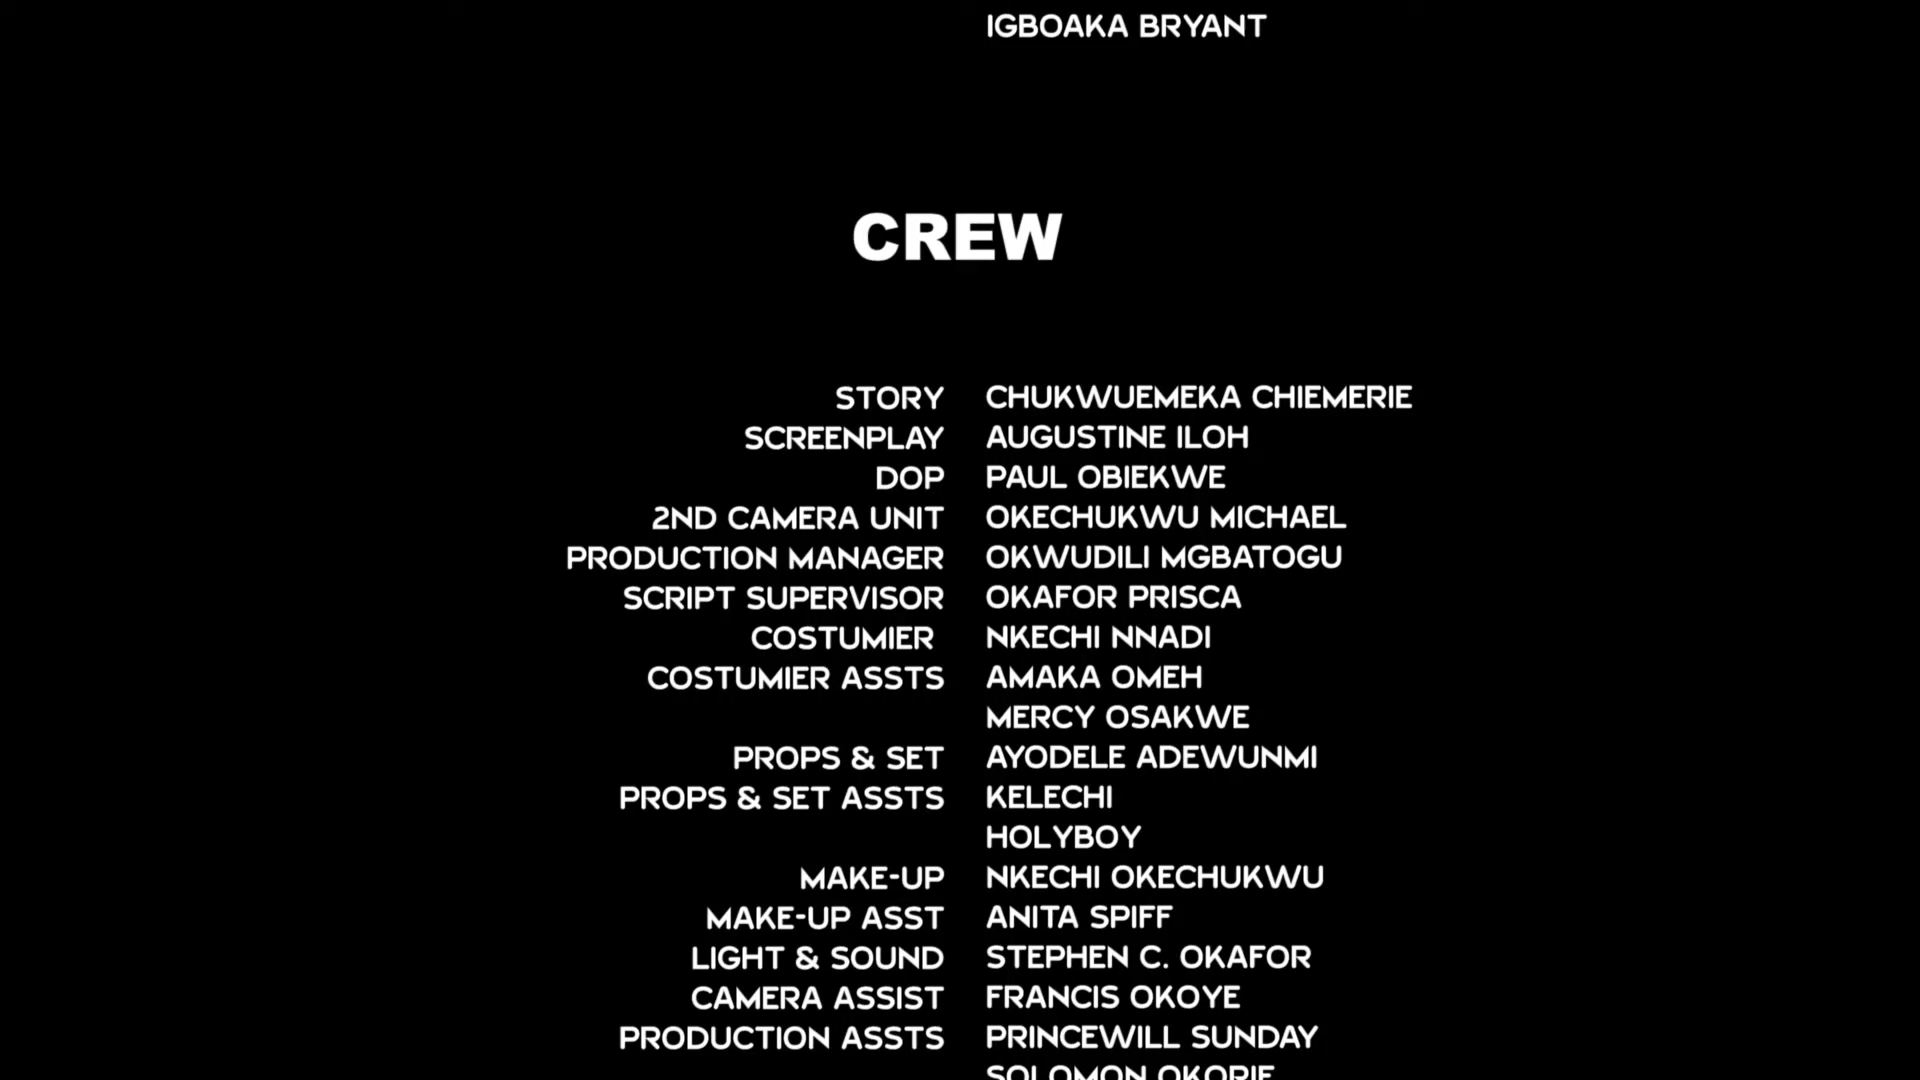 IGBOAKA BRYANT
CREW
STORY CHUKWUEMEKA CHIEMERIE
SCREENPLAY AUGUSTINE ILOH
DOP PAUL OBIEKWE
2ND CAMERA UNIT OKECHUKWU MICHAEL
PRODUCTION MANAGER OKWUDILI MGBATOGU
SCRIPT SUPERVISOR OKAFOR PRISCA
COSTUMIER NKECHI NNADI
COSTUMIER ASSTS AMAKA OMEH
MERCY OSAKWE
PROPS & SET AYODELE ADEWUNMI
PROPS & SET ASSTS KELECHI
HOLYBOY
MAKE-UP NKECHI OKECHUKWU
MAKE-UP ASST ANITA SPIFF
LIGHT & SOUND STEPHEN C. OKAFOR
CAMERA ASSIST FRANCIS OKOYE
PRODUCTION ASSTS PRINCEWILL SUNDAY
SOLOMON OKORIE